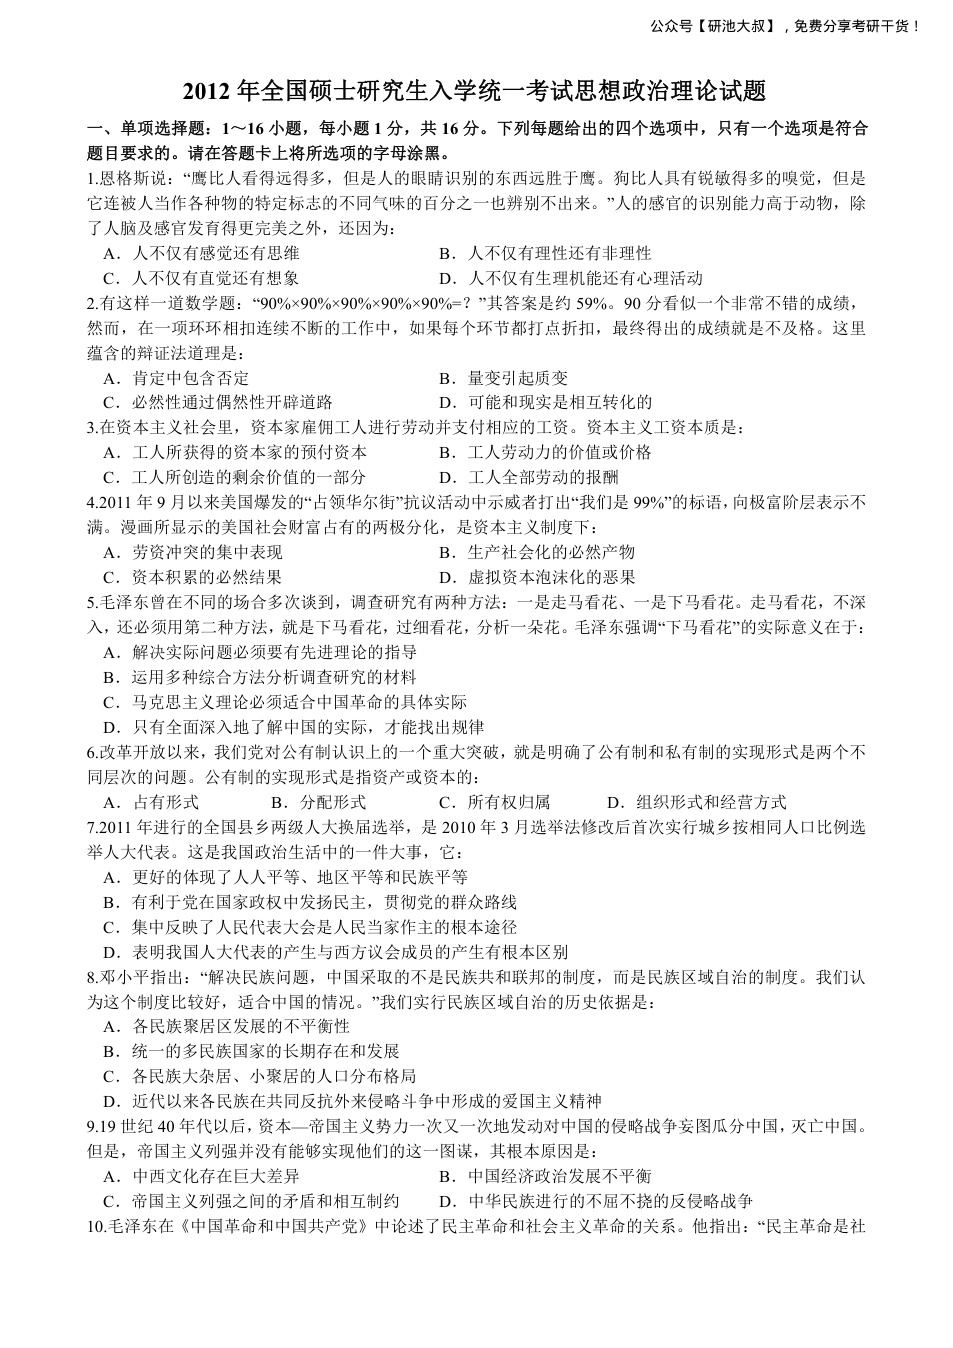 公众号【研池大叔】，免费分享考研干货！
2012 年全国硕士研究生入学统一考试思想政治理论试题
一、单项选择题：1～16 小题，每小题 1 分，共 16 分。下列每题给出的四个选项中，只有一个选项是符合
题目要求的。请在答题卡上将所选项的字母涂黑。
1.恩格斯说：“鹰比人看得远得多，但是人的眼睛识别的东西远胜于鹰。狗比人具有锐敏得多的嗅觉，但是
它连被人当作各种物的特定标志的不同气味的百分之一也辨别不出来。”人的感官的识别能力高于动物，除
了人脑及感官发育得更完美之外，还因为:
A．人不仅有感觉还有思维 B．人不仅有理性还有非理性
C．人不仅有直觉还有想象 D．人不仅有生理机能还有心理活动
2.有这样一道数学题：“90%×90%×90%×90%×90%=？”其答案是约 59%。90 分看似一个非常不错的成绩，
然而，在一项环环相扣连续不断的工作中，如果每个环节都打点折扣，最终得出的成绩就是不及格。这里
蕴含的辩证法道理是:
A．肯定中包含否定 B．量变引起质变
C．必然性通过偶然性开辟道路 D．可能和现实是相互转化的
3.在资本主义社会里，资本家雇佣工人进行劳动并支付相应的工资。资本主义工资本质是:
A．工人所获得的资本家的预付资本 B．工人劳动力的价值或价格
C．工人所创造的剩余价值的一部分 D．工人全部劳动的报酬
4.2011 年 9 月以来美国爆发的“占领华尔街”抗议活动中示威者打出“我们是 99%”的标语，向极富阶层表示不
满。漫画所显示的美国社会财富占有的两极分化，是资本主义制度下:
A．劳资冲突的集中表现 B．生产社会化的必然产物
C．资本积累的必然结果 D．虚拟资本泡沫化的恶果
5.毛泽东曾在不同的场合多次谈到，调查研究有两种方法：一是走马看花、一是下马看花。走马看花，不深
入，还必须用第二种方法，就是下马看花，过细看花，分析一朵花。毛泽东强调“下马看花”的实际意义在于:
A．解决实际问题必须要有先进理论的指导
B．运用多种综合方法分析调查研究的材料
C．马克思主义理论必须适合中国革命的具体实际
D．只有全面深入地了解中国的实际，才能找出规律
6.改革开放以来，我们党对公有制认识上的一个重大突破，就是明确了公有制和私有制的实现形式是两个不
同层次的问题。公有制的实现形式是指资产或资本的:
A．占有形式 B．分配形式 C．所有权归属 D．组织形式和经营方式
7.2011 年进行的全国县乡两级人大换届选举，是 2010 年 3 月选举法修改后首次实行城乡按相同人口比例选
举人大代表。这是我国政治生活中的一件大事，它:
A．更好的体现了人人平等、地区平等和民族平等
B．有利于党在国家政权中发扬民主，贯彻党的群众路线
C．集中反映了人民代表大会是人民当家作主的根本途径
D．表明我国人大代表的产生与西方议会成员的产生有根本区别
8.邓小平指出：“解决民族问题，中国采取的不是民族共和联邦的制度，而是民族区域自治的制度。我们认
为这个制度比较好，适合中国的情况。”我们实行民族区域自治的历史依据是:
A．各民族聚居区发展的不平衡性
B．统一的多民族国家的长期存在和发展
C．各民族大杂居、小聚居的人口分布格局
D．近代以来各民族在共同反抗外来侵略斗争中形成的爱国主义精神
9.19 世纪 40 年代以后，资本—帝国主义势力一次又一次地发动对中国的侵略战争妄图瓜分中国，灭亡中国。
但是，帝国主义列强并没有能够实现他们的这一图谋，其根本原因是:
A．中西文化存在巨大差异 B．中国经济政治发展不平衡
C．帝国主义列强之间的矛盾和相互制约 D．中华民族进行的不屈不挠的反侵略战争
10.毛泽东在《中国革命和中国共产党》中论述了民主革命和社会主义革命的关系。他指出：“民主革命是社